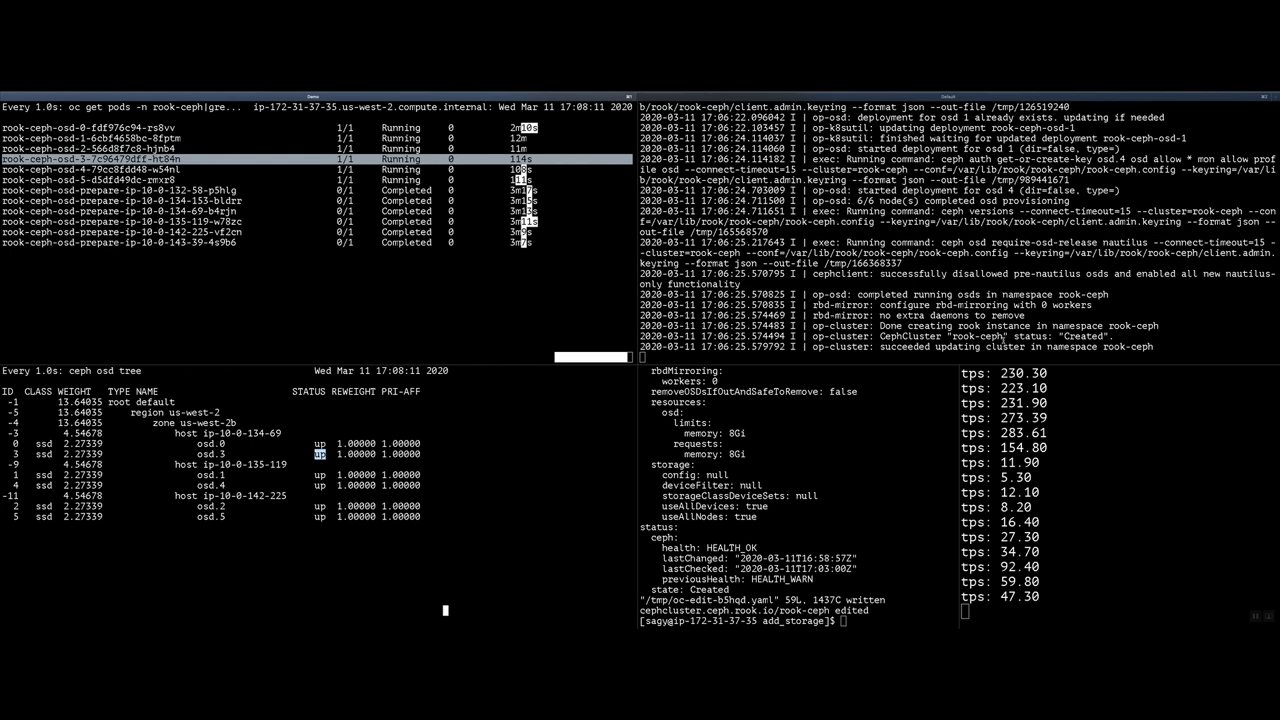 Demo
Every 1.0s: oc get pods -n rook-ceph|gre...  ip-172-31-37-35.us-west-2.compute.internal: Wed Mar 11 17:08:11 2020
rook-ceph-osd-0-fdf976c94-rs8vv 1/1 Running 0 2m10s
rook-ceph-osd-1-6cbf4658bc-8fptm 1/1 Running 0 12m
rook-ceph-osd-2-566d8f7c8-hjnb4 1/1 Running 0 11m
rook-ceph-osd-3-7c96479dff-ht84n 1/1 Running 0 114s
rook-ceph-osd-4-79cc8fdd48-w54nl 1/1 Running 0 108s
rook-ceph-osd-5-d5dfd49dc-rmxr8 1/1 Running 0 111s
rook-ceph-osd-prepare-ip-10-0-132-58-p5hlg 0/1 Completed 0 3m17s
rook-ceph-osd-prepare-ip-10-0-134-153-bldrr 0/1 Completed 0 3m15s
rook-ceph-osd-prepare-ip-10-0-134-69-b4rjn 0/1 Completed 0 3m13s
rook-ceph-osd-prepare-ip-10-0-135-119-w78zc 0/1 Completed 0 3m11s
rook-ceph-osd-prepare-ip-10-0-142-225-vf2cn 0/1 Completed 0 3m9s
rook-ceph-osd-prepare-ip-10-0-143-39-4s9b6 0/1 Completed 0 3m7s
Default
b/rook/rook-ceph/client.admin.keyring --format json --out-file /tmp/126519240
2020-03-11 17:06:22.096042 I | op-osd: deployment for osd 1 already exists. updating if needed
2020-03-11 17:06:22.103457 I | op-k8sutil: updating deployment rook-ceph-osd-1
2020-03-11 17:06:24.114037 I | op-k8sutil: finished waiting for updated deployment rook-ceph-osd-1
2020-03-11 17:06:24.114060 I | op-osd: started deployment for osd 1 (dir=false, type=)
2020-03-11 17:06:24.114182 I | exec: Running command: ceph auth get-or-create-key osd.4 osd allow * mon allow prof
ile osd --connect-timeout=15 --cluster=rook-ceph --conf=/var/lib/rook/rook-ceph/rook-ceph.config --keyring=/var/li
b/rook/rook-ceph/client.admin.keyring --format json --out-file /tmp/989441671
2020-03-11 17:06:24.703009 I | op-osd: started deployment for osd 4 (dir=false, type=)
2020-03-11 17:06:24.711500 I | op-osd: 6/6 node(s) completed osd provisioning
2020-03-11 17:06:24.711651 I | exec: Running command: ceph versions --connect-timeout=15 --cluster=rook-ceph --con
f=/var/lib/rook/rook-ceph/rook-ceph.config --keyring=/var/lib/rook/rook-ceph/client.admin.keyring --format json --
out-file /tmp/165568570
2020-03-11 17:06:25.217643 I | exec: Running command: ceph osd require-osd-release nautilus --connect-timeout=15 -
-cluster=rook-ceph --conf=/var/lib/rook/rook-ceph/rook-ceph.config --keyring=/var/lib/rook/rook-ceph/client.admin.
keyring --format json --out-file /tmp/166368337
2020-03-11 17:06:25.570795 I | cephclient: successfully disallowed pre-nautilus osds and enabled all new nautilus-
only functionality
2020-03-11 17:06:25.570825 I | op-osd: completed running osds in namespace rook-ceph
2020-03-11 17:06:25.570835 I | rbd-mirror: configure rbd-mirroring with 0 workers
2020-03-11 17:06:25.574469 I | rbd-mirror: no extra daemons to remove
2020-03-11 17:06:25.574483 I | op-cluster: Done creating rook instance in namespace rook-ceph
2020-03-11 17:06:25.574494 I | op-cluster: CephCluster "rook-ceph" status: "Created".
2020-03-11 17:06:25.579792 I | op-cluster: succeeded updating cluster in namespace rook-ceph
Every 1.0s: ceph osd tree Wed Mar 11 17:08:11 2020
ID CLASS WEIGHT TYPE NAME STATUS REWEIGHT PRI-AFF
-1 13.64035 root default
-5 13.64035 region us-west-2
-4 13.64035 zone us-west-2b
-3 4.54678 host ip-10-0-134-69
0 ssd 2.27339 osd.0 up 1.00000 1.00000
3 ssd 2.27339 osd.3 up 1.00000 1.00000
-9 4.54678 host ip-10-0-135-119
1 ssd 2.27339 osd.1 up 1.00000 1.00000
4 ssd 2.27339 osd.4 up 1.00000 1.00000
-11 4.54678 host ip-10-0-142-225
2 ssd 2.27339 osd.2 up 1.00000 1.00000
5 ssd 2.27339 osd.5 up 1.00000 1.00000
rbdMirroring:
workers: 0
removeOSDsIfOutAndSafeToRemove: false
resources:
osd:
limits:
memory: 8Gi
requests:
memory: 8Gi
storage:
config: null
deviceFilter: null
storageClassDeviceSets: null
useAllDevices: true
useAllNodes: true
status:
ceph:
health: HEALTH_OK
lastChanged: "2020-03-11T16:58:57Z"
lastChecked: "2020-03-11T17:03:00Z"
previousHealth: HEALTH_WARN
state: Created
"/tmp/oc-edit-b5hqd.yaml" 59L, 1437C written
cephcluster.ceph.rook.io/rook-ceph edited
[sagy@ip-172-31-37-35 add_storage]$
tps: 230.30
tps: 223.10
tps: 231.90
tps: 273.39
tps: 283.61
tps: 154.80
tps: 11.90
tps: 5.30
tps: 12.10
tps: 8.20
tps: 16.40
tps: 27.30
tps: 34.70
tps: 92.40
tps: 59.80
tps: 47.30